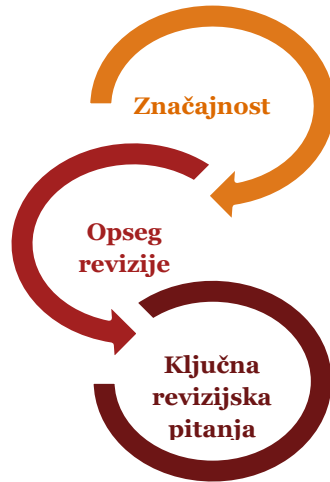 Značajnost
Opseg
revizije
Ključna
revizijska
pitanja